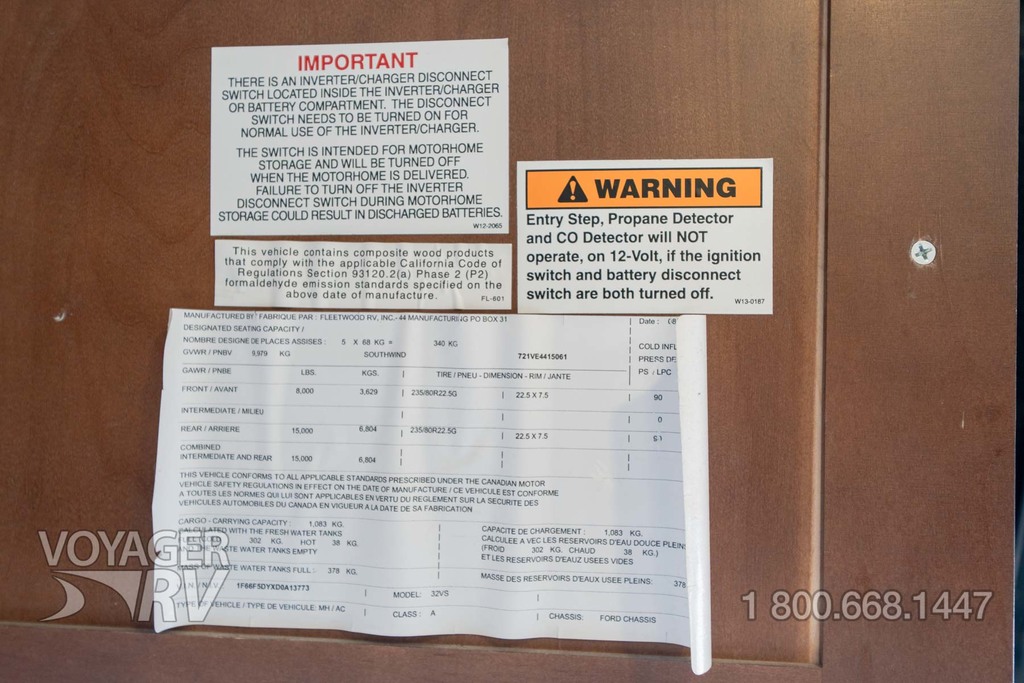 IMPORTANT
THERE IS AN INVERTER/CHARGER DISCONNECT
SWITCH LOCATED INSIDE THE INVERTER/CHARGER
OR BATTERY COMPARTMENT. THE DISCONNECT
SWITCH NEEDS TO BE TURNED ON FOR
NORMAL USE OF THE INVERTER/CHARGER.
THE SWITCH IS INTENDED FOR MOTORHOME
STORAGE AND WILL BE TURNED OFF
WHEN THE MOTORHOME IS DELIVERED.
FAILURE TO TURN OFF THE INVERTER
DISCONNECT SWITCH DURING MOTORHOME
STORAGE COULD RESULT IN DISCHARGED BATTERIES.
W12-2065
WARNING
Entry Step, Propane Detector
and CO Detector will NOT
operate, on 12-Volt, if the ignition
switch and battery disconnect
switch are both turned off.
W13-0187
This vehicle contains composite wood products
that comply with the applicable California Code of
Regulations Section 93120.2(a) Phase 2 (P2)
formaldehyde emission standards specified on the
above date of manufacture.
FL-601
MANUFACTURED BY FABRIQUE PAR : FLEETWOOD RV, INC.- 44 MANUFACTURING PO BOX 31 Date : 08
DESIGNATED SEATING CAPACITY /
NOMBRE DESIGNE DE PLACES ASSISES : 5 X 68 KG = 340 KG COLD INFL
GVWR / PNBV 9,979 KG SOUTHWIND 721VE4415061 PRESS DE
GAWR / PNBE LBS. KGS. TIRE / PNEU - DIMENSION - RIM / JANTE PS / LPC
FRONT / AVANT 8,000 3,629 235/80R22.5G 22.5 X 7.5 90
INTERMEDIATE / MILIEU 0
REAR / ARRIERE 15,000 6,804 235/80R22.5G 22.5 X 7.5
COMBINED
INTERMEDIATE AND REAR 15,000 6,804
THIS VEHICLE CONFORMS TO ALL APPLICABLE STANDARDS PRESCRIBED UNDER THE CANADIAN MOTOR
VEHICLE SAFETY REGULATIONS IN EFFECT ON THE DATE OF MANUFACTURE / CE VEHICULE EST CONFORME
A TOUTES LES NORMES QUI LUI SONT APPLICABLES EN VERTU DU REGLEMENT SUR LA SECURITE DES
VEHICULES AUTOMOBILES DU CANADA EN VIGUEUR A LA DATE DE SA FABRICATION
CARGO - CARRYING CAPACITY : 1,083 KG.
CALCULATED WITH THE FRESH WATER TANKS
302 KG. HOT 38 KG.
AND THE WASTE WATER TANKS EMPTY
MASS OF WASTE WATER TANKS FULL : 378 KG.
CAPACITE DE CHARGEMENT : 1,083 KG.
CALCULEE A VEC LES RESERVOIRS D'EAU DOUCE PLEIN
(FROID 302 KG. CHAUD 38 KG.)
ET LES RESERVOIRS D'EAUZ USEES VIDES
MASSE DES RESERVOIRS D'EAUX USEE PLEINS: 378
1F66F5DYXD0A13773 MODEL: 32VS
TYPE OF VEHICLE / TYPE DE VEHICULE: MH / AC CLASS : A CHASSIS: FORD CHASSIS
VOYAGER
RV
1 800.668.1447